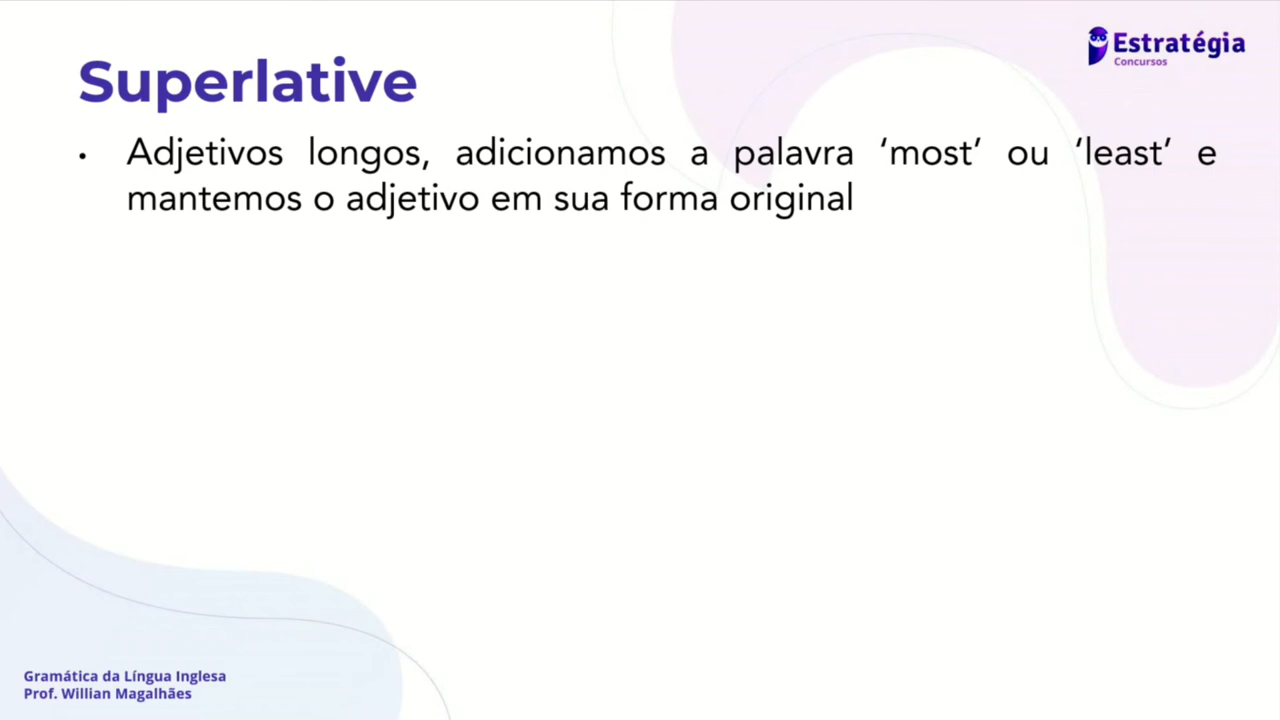 Estratégia
Concursos
Superlative
• Adjetivos longos, adicionamos a palavra ‘most’ ou ‘least’ e
mantemos o adjetivo em sua forma original
Gramática da Língua Inglesa
Prof. Willian Magalhães